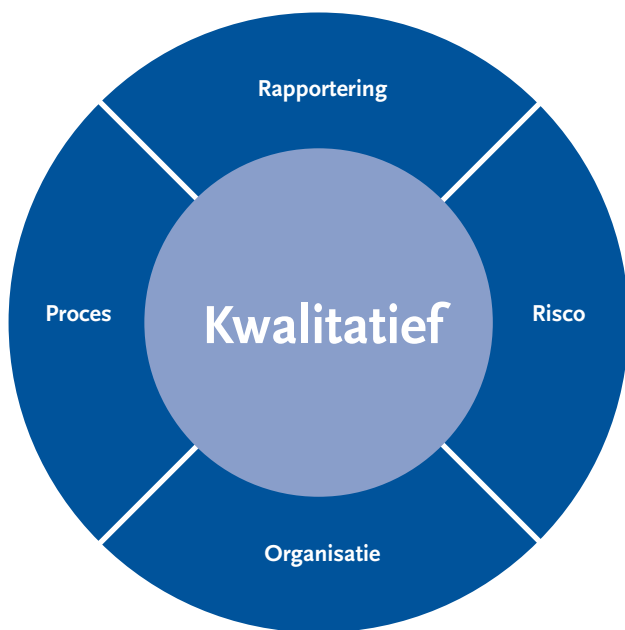 Rapportering
Proces
Kwalitatief
Risco
Organisatie